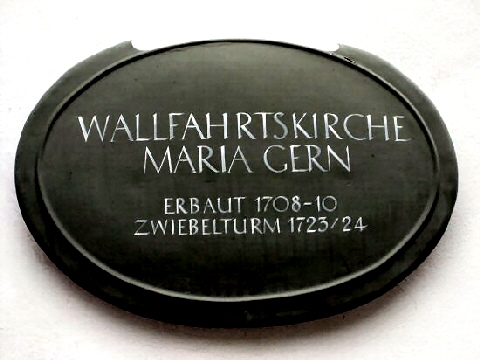 WALLFAHRTSKIRCHE
MARIA GERN
ERBAUT 1708-10
ZWIEBELTURM 1723/24